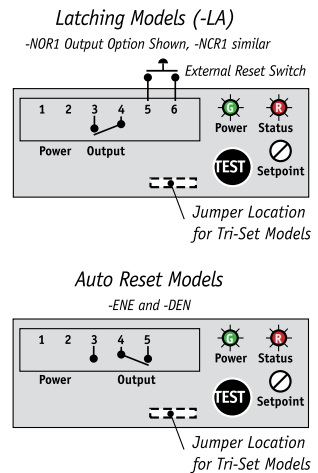 Latching Models (-LA)
-NOR1 Output Option Shown, -NCR1 similar
External Reset Switch
1 2 3 4 5 6
G R
Power Status
Power Output
TEST
Setpoint
Jumper Location
for Tri-Set Models
Auto Reset Models
-ENE and -DEN
1 2 3 4 5
G R
Power Status
Power Output
TEST
Setpoint
Jumper Location
for Tri-Set Models